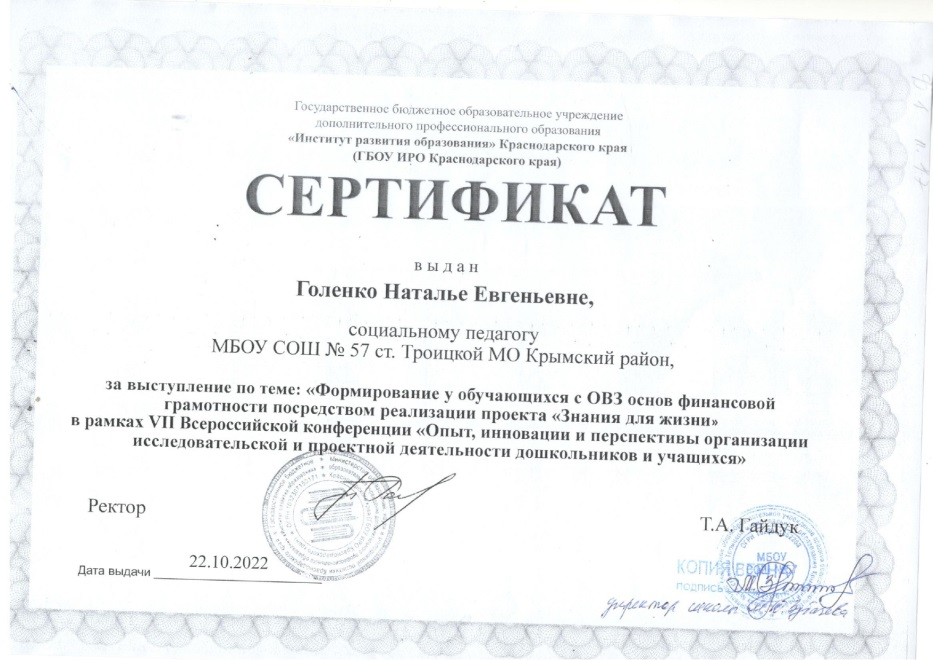 Государственное бюджетное образовательное учреждение
дополнительного профессионального образования
«Институт развития образования» Краснодарского края
(ГБОУ ИРО Краснодарского края)
СЕРТИФИКАТ
выдан
Голенко Наталье Евгеньевне,
социальному педагогу
МБОУ СОШ № 57 ст. Троицкой МО Крымский район,
за выступление по теме: «Формирование у обучающихся с ОВЗ основ финансовой
грамотности посредством реализации проекта «Знания для жизни»
в рамках VII Всероссийской конференции «Опыт, инновации и перспективы организации
исследовательской и проектной деятельности дошкольников и учащихся»
Ректор
Т.А. Гайдук
Дата выдачи 22.10.2022
МБОУ
КОПИЯ ВЕРНА
ПОДПИСЬ
директор школы